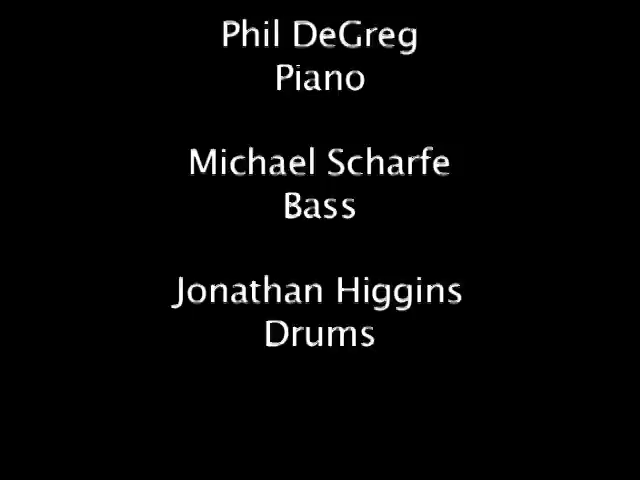 Phil DeGreg
Piano
Michael Scharfe
Bass
Jonathan Higgins
Drums